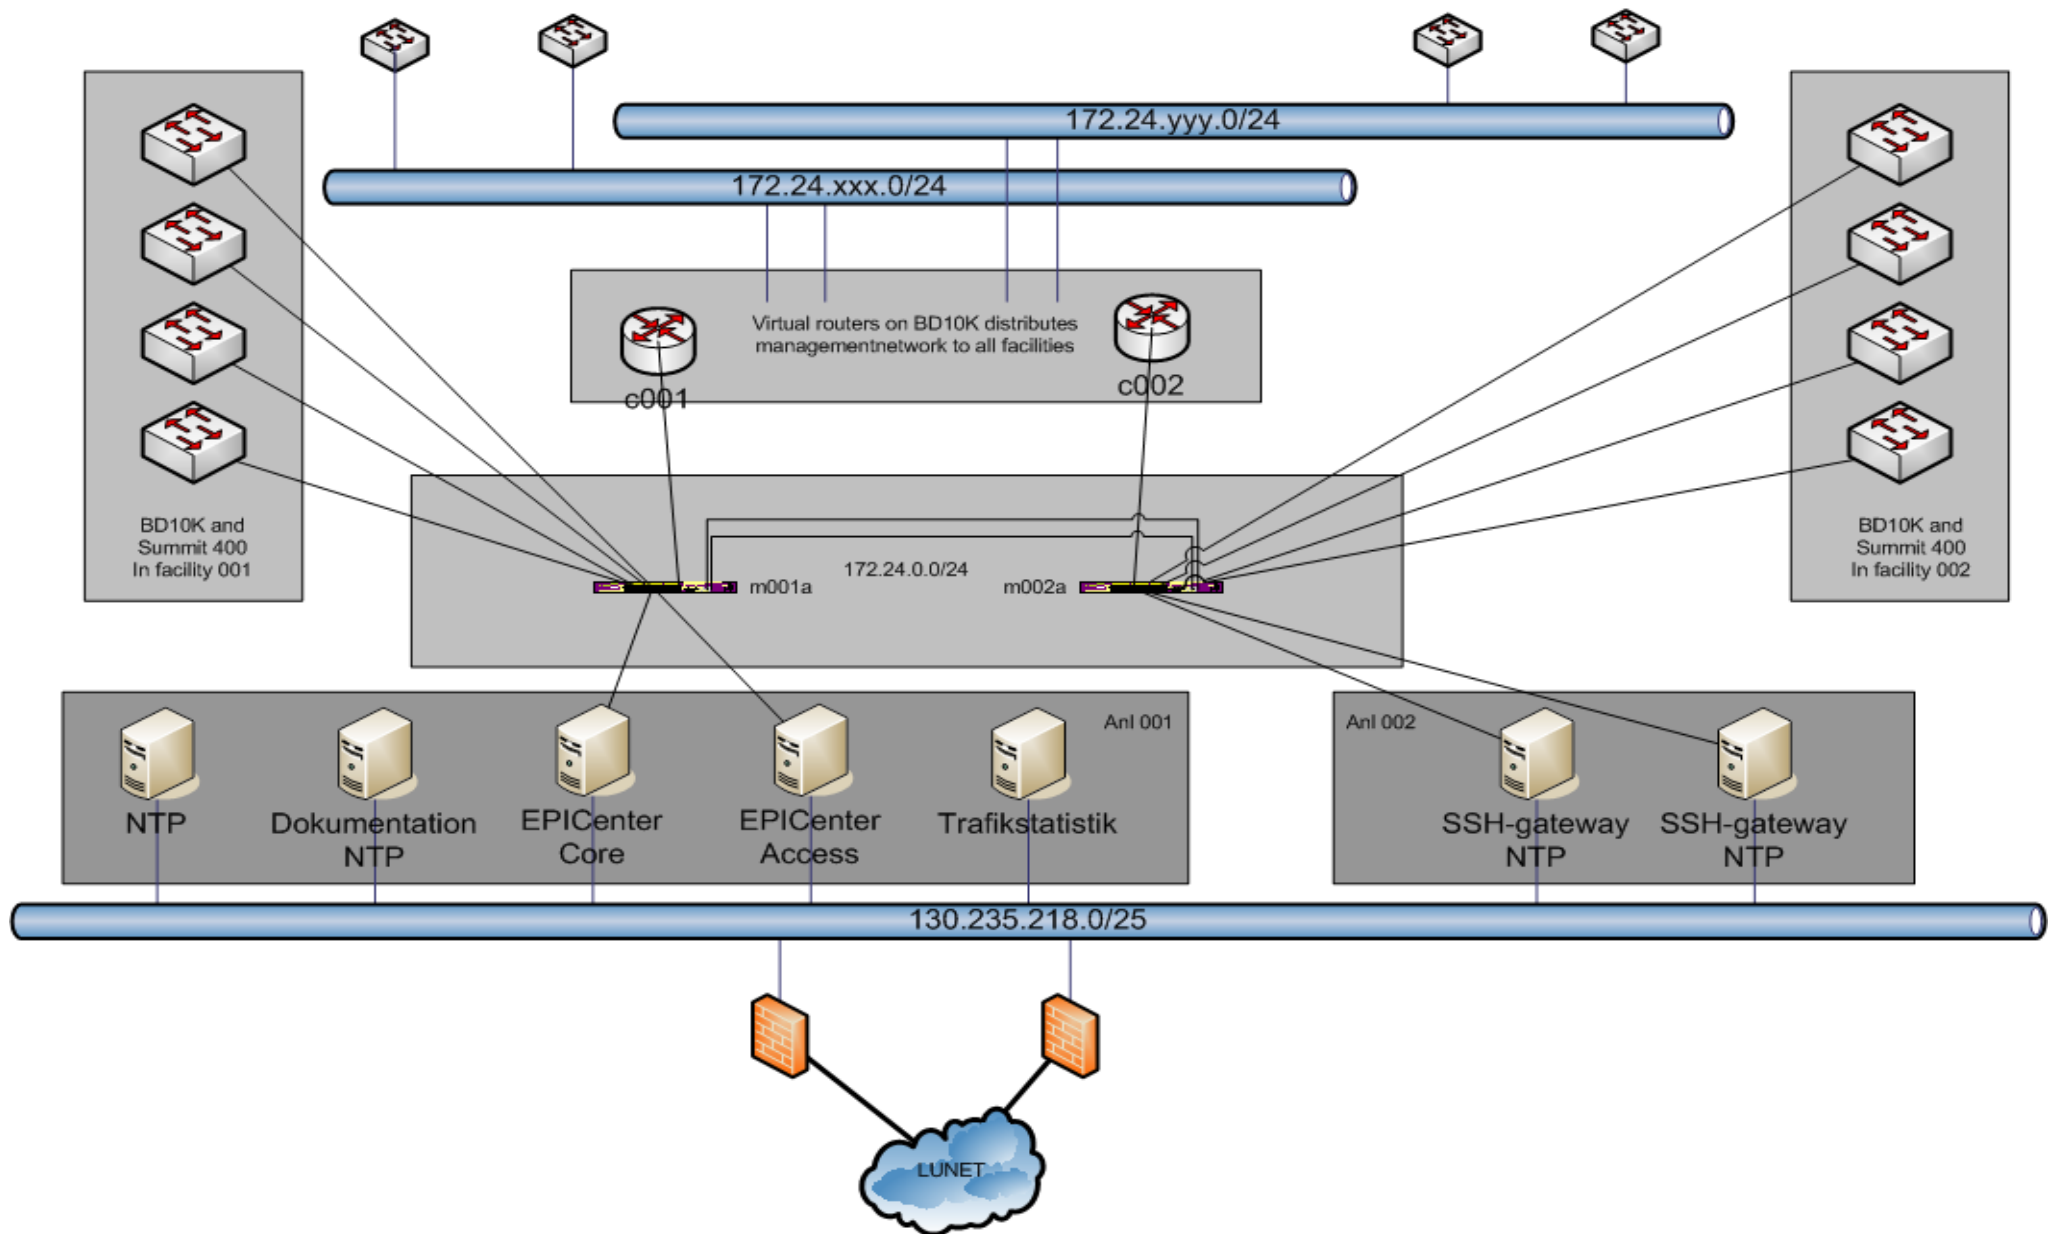 172.24.yyy.0/24
172.24.xxx.0/24
Virtual routers on BD10K distributes
managementnetwork to all facilities
c001
c002
BD10K and
Summit 400
In facility 001
BD10K and
Summit 400
In facility 002
172.24.0.0/24
m001a
m002a
Anl 001
Anl 002
NTP
Dokumentation
NTP
EPICenter
Core
EPICenter
Access
Trafikstatistik
SSH-gateway
NTP
SSH-gateway
NTP
130.235.218.0/25
LUNET